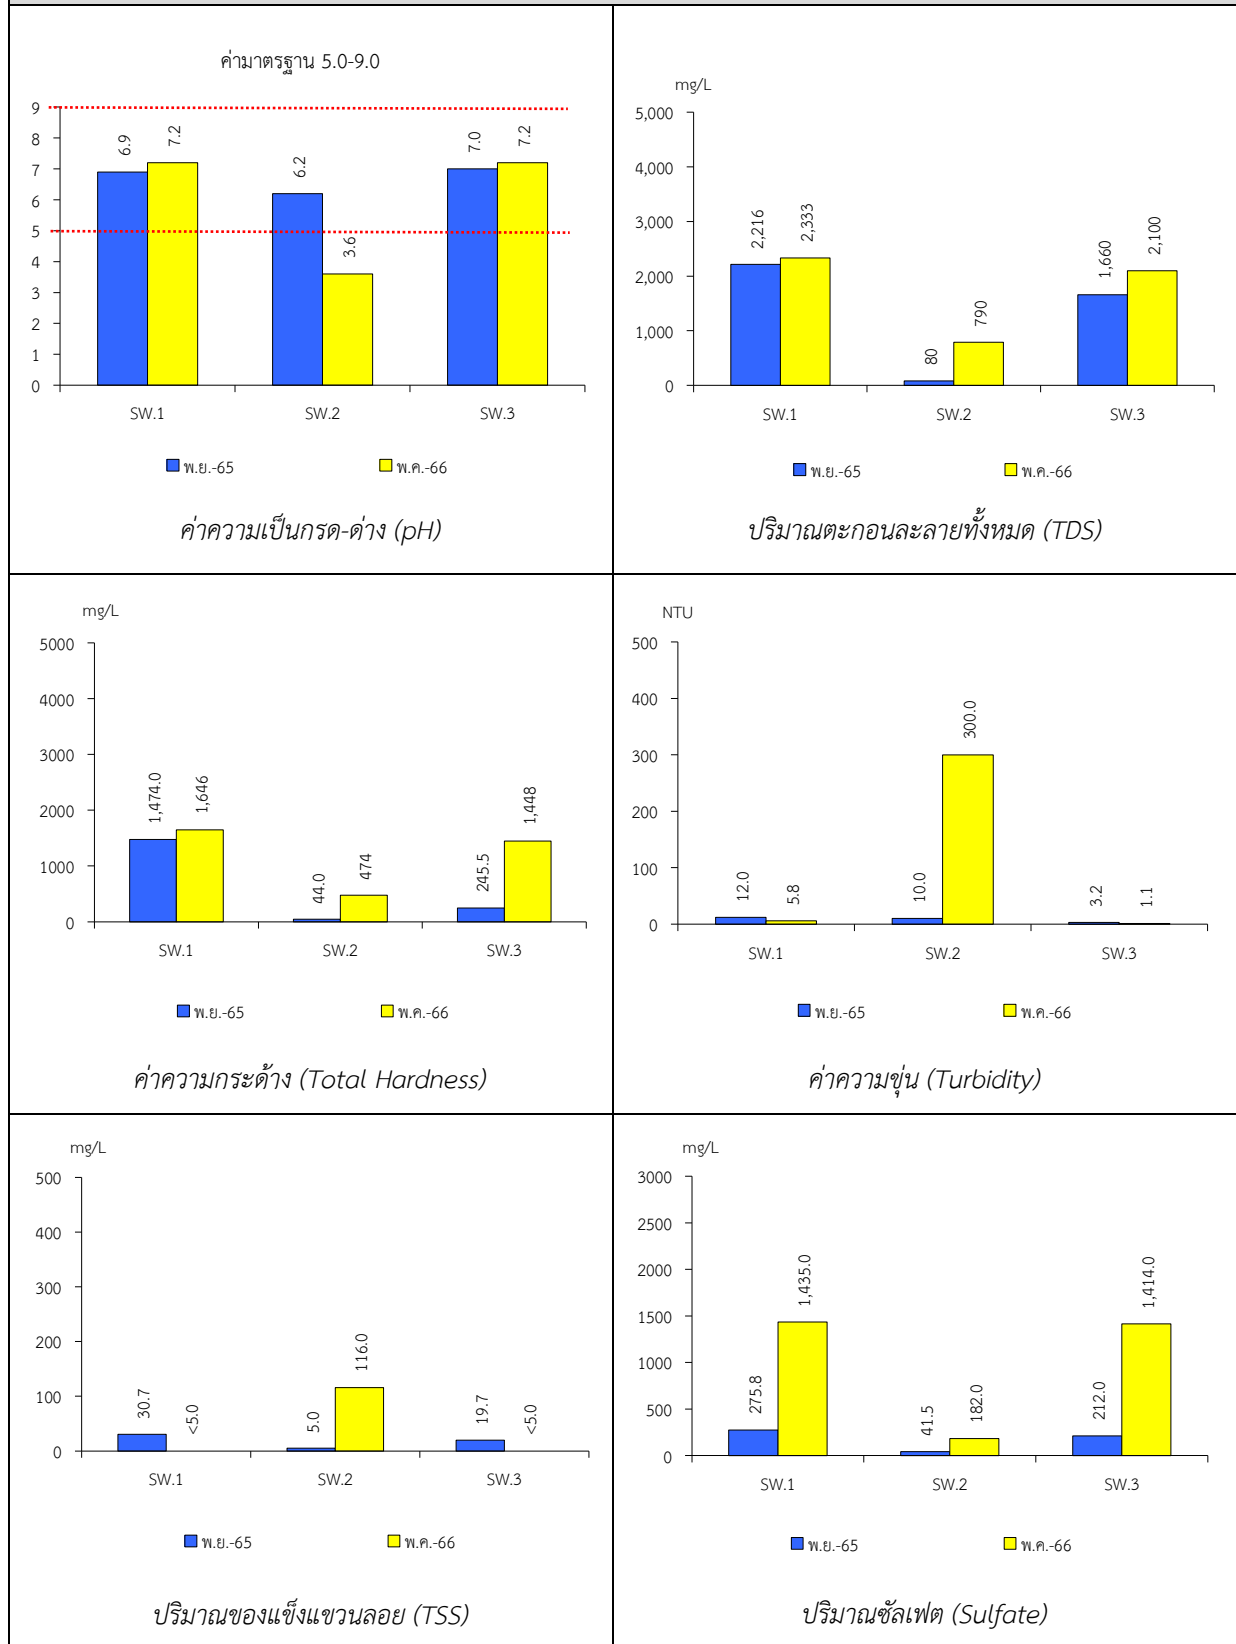 ค่ามาตรฐาน 5.0-9.0
9
8
7
6
5
4
3
2
1
0
6.9
7.2
6.2
3.6
7.0
7.2
SW.1
SW.2
SW.3
พ.ย.-65
พ.ค.-66
ค่าความเป็นกรด-ด่าง (pH)
mg/L
5,000
4,000
3,000
2,000
1,000
0
2,216
2,333
80
790
1,660
2,100
SW.1
SW.2
SW.3
พ.ย.-65
พ.ค.-66
ปริมาณตะกอนละลายทั้งหมด (TDS)
mg/L
5000
4000
3000
2000
1000
0
1,474.0
1,646
44.0
474
245.5
1,448
SW.1
SW.2
SW.3
พ.ย.-65
พ.ค.-66
ค่าความกระด้าง (Total Hardness)
NTU
500
400
300
200
100
0
12.0
5.8
10.0
300.0
3.2
1.1
SW.1
SW.2
SW.3
พ.ย.-65
พ.ค.-66
ค่าความขุ่น (Turbidity)
mg/L
500
400
300
200
100
0
30.7
<5.0
5.0
116.0
19.7
<5.0
SW.1
SW.2
SW.3
พ.ย.-65
พ.ค.-66
ปริมาณของแข็งแขวนลอย (TSS)
mg/L
3000
2500
2000
1500
1000
500
0
275.8
1,435.0
41.5
182.0
212.0
1,414.0
SW.1
SW.2
SW.3
พ.ย.-65
พ.ค.-66
ปริมาณซัลเฟต (Sulfate)